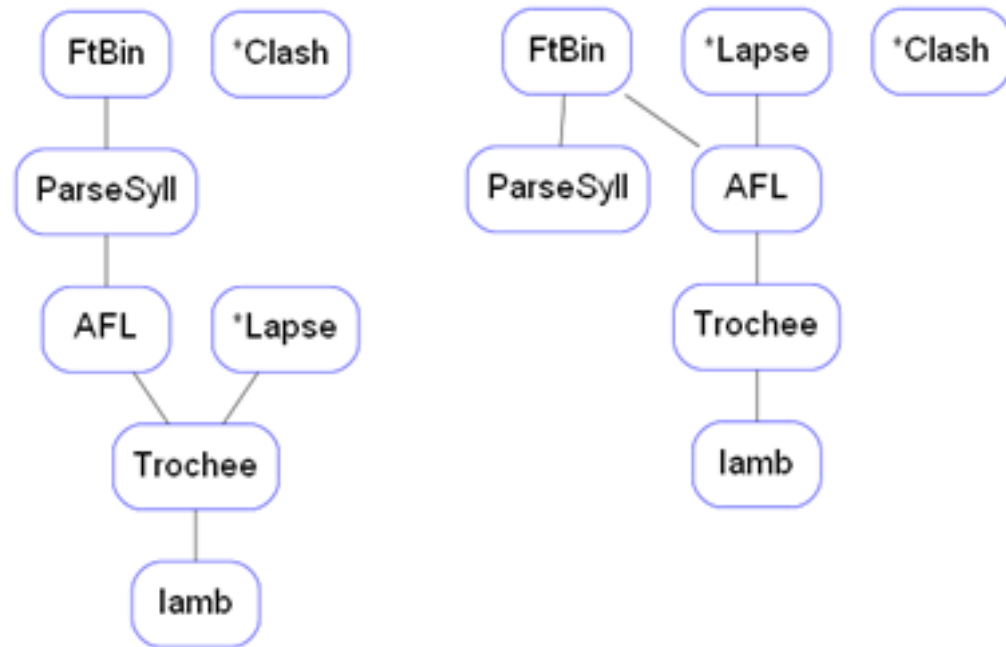 FtBin
*Clash
ParseSyll
AFL
*Lapse
Trochee
Iamb
FtBin
*Lapse
*Clash
ParseSyll
AFL
Trochee
Iamb